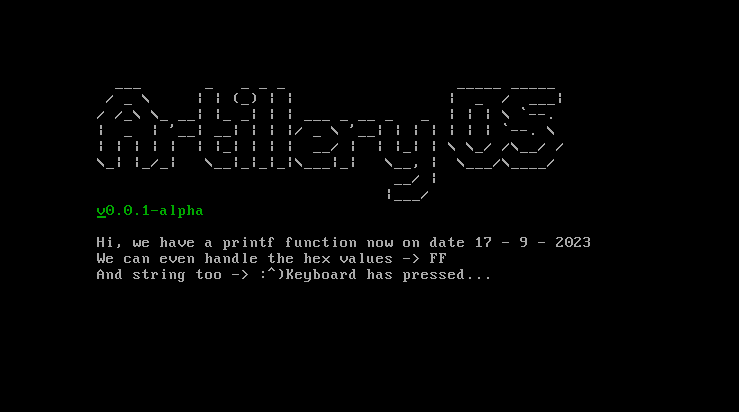 ArtilleryOS
v0.0.1-alpha
Hi, we have a printf function now on date 17 - 9 - 2023
We can even handle the hex values -> FF
And string too -> :^)Keyboard has pressed...